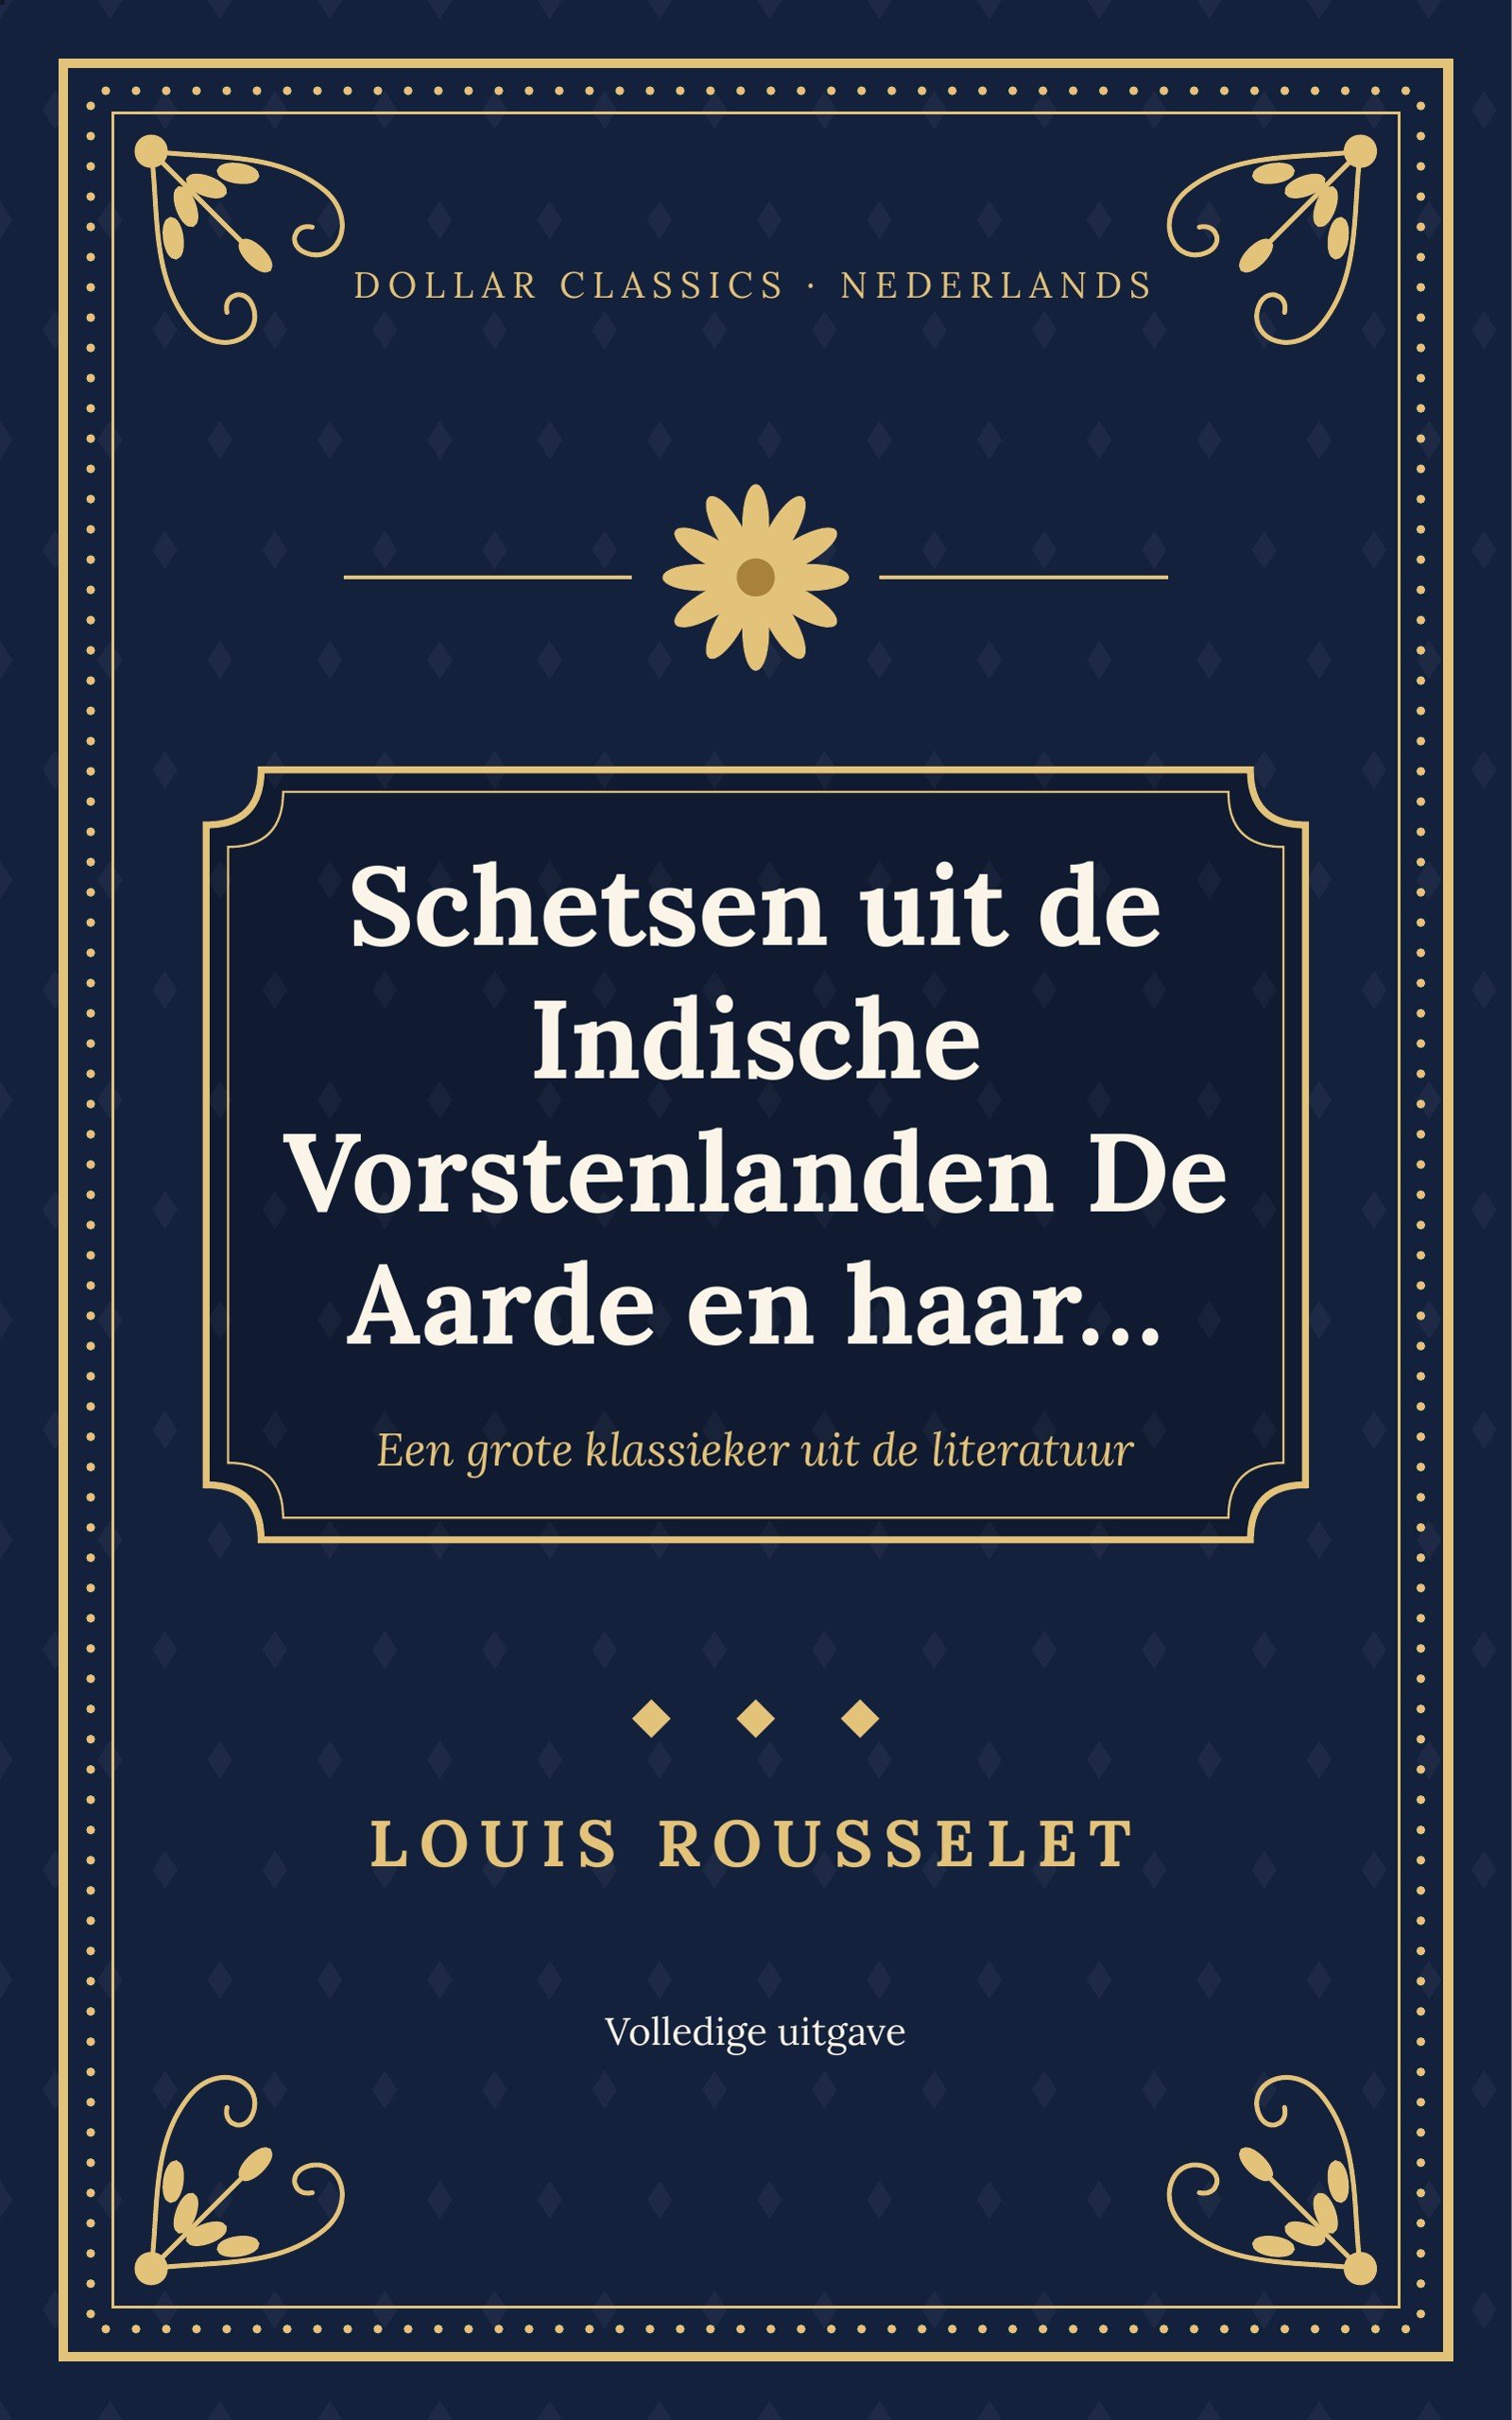 DOLLAR CLASSICS · NEDERLANDS
Schetsen uit de
Indische
Vorstenlanden De
Aarde en haar...
Een grote klassieker uit de literatuur
LOUIS ROUSSELET
Volledige uitgave